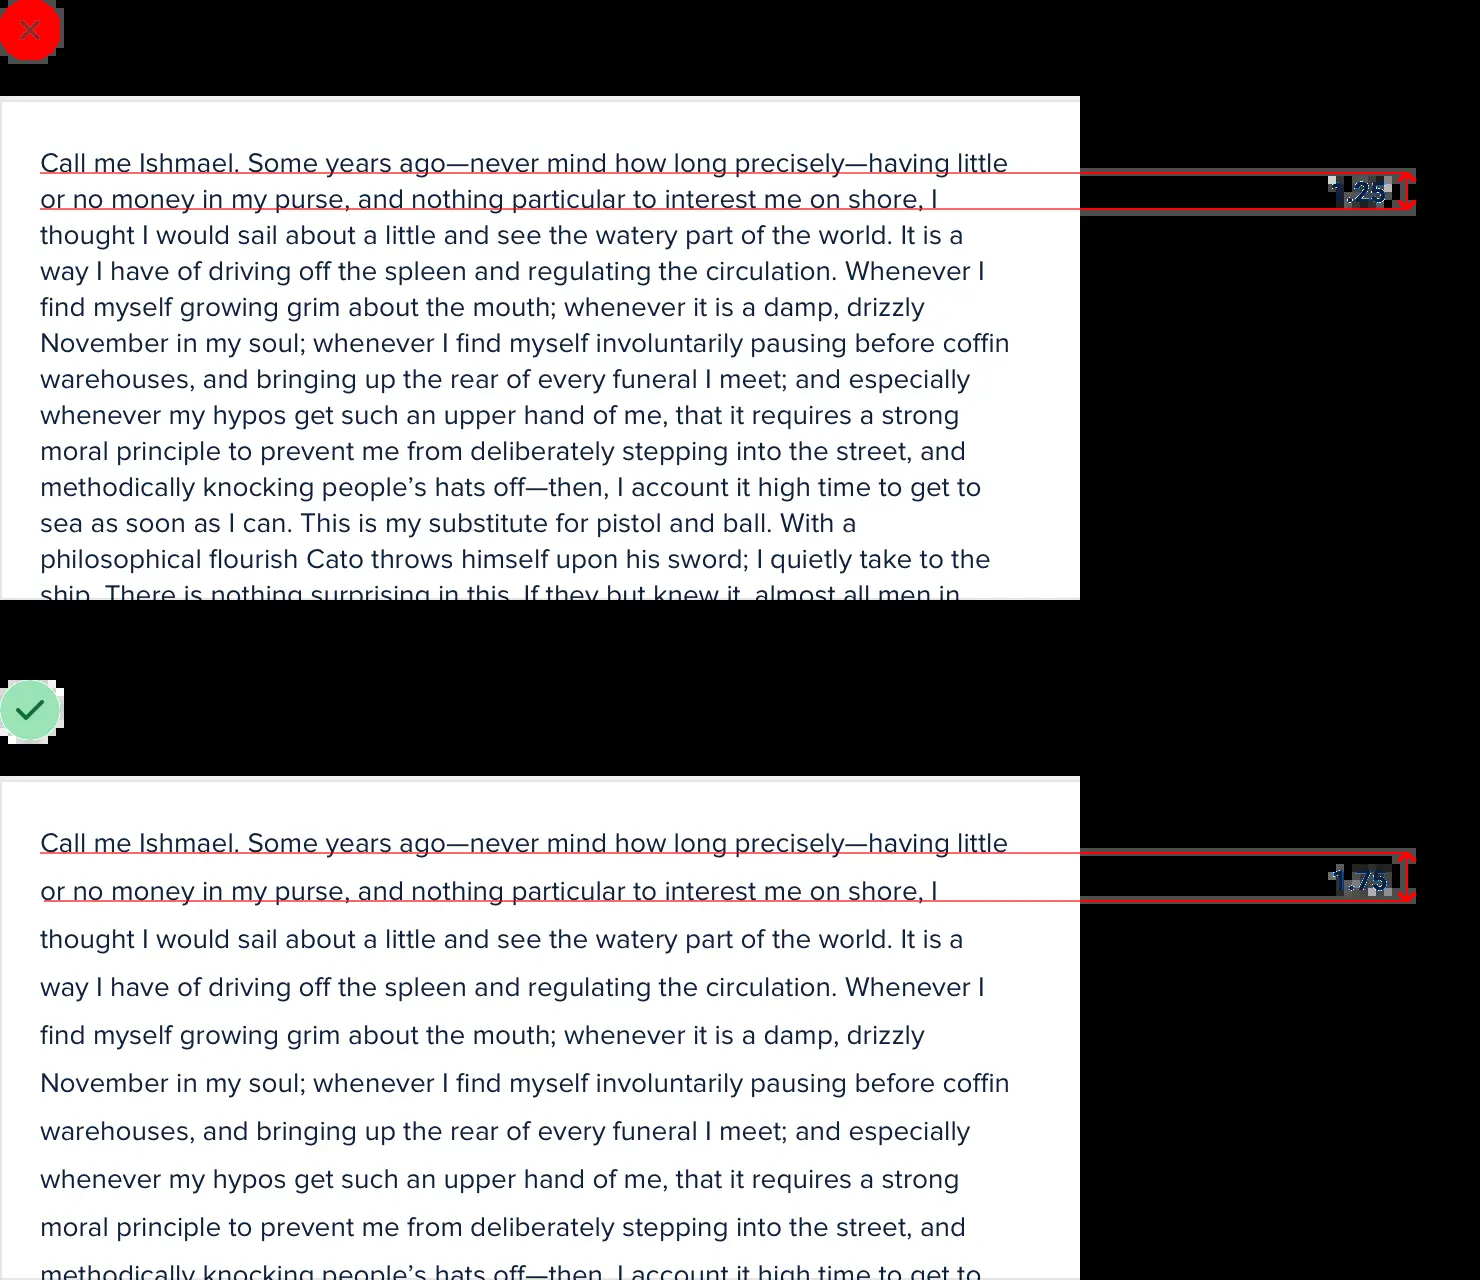 Call me Ishmael. Some years ago—never mind how long precisely—having little
1.25
or no money in my purse, and nothing particular to interest me on shore, I
thought I would sail about a little and see the watery part of the world. It is a
way I have of driving off the spleen and regulating the circulation. Whenever I
find myself growing grim about the mouth; whenever it is a damp, drizzly
November in my soul; whenever I find myself involuntarily pausing before coffin
warehouses, and bringing up the rear of every funeral I meet; and especially
whenever my hypos get such an upper hand of me, that it requires a strong
moral principle to prevent me from deliberately stepping into the street, and
methodically knocking people’s hats off—then, I account it high time to get to
sea as soon as I can. This is my substitute for pistol and ball. With a
philosophical flourish Cato throws himself upon his sword; I quietly take to the
ship. There is nothing surprising in this. If they but knew it, almost all men in
Call me Ishmael. Some years ago—never mind how long precisely—having little
1.75
or no money in my purse, and nothing particular to interest me on shore, I
thought I would sail about a little and see the watery part of the world. It is a
way I have of driving off the spleen and regulating the circulation. Whenever I
find myself growing grim about the mouth; whenever it is a damp, drizzly
November in my soul; whenever I find myself involuntarily pausing before coffin
warehouses, and bringing up the rear of every funeral I meet; and especially
whenever my hypos get such an upper hand of me, that it requires a strong
moral principle to prevent me from deliberately stepping into the street, and
methodically knocking people’s hats off—then, I account it high time to get to